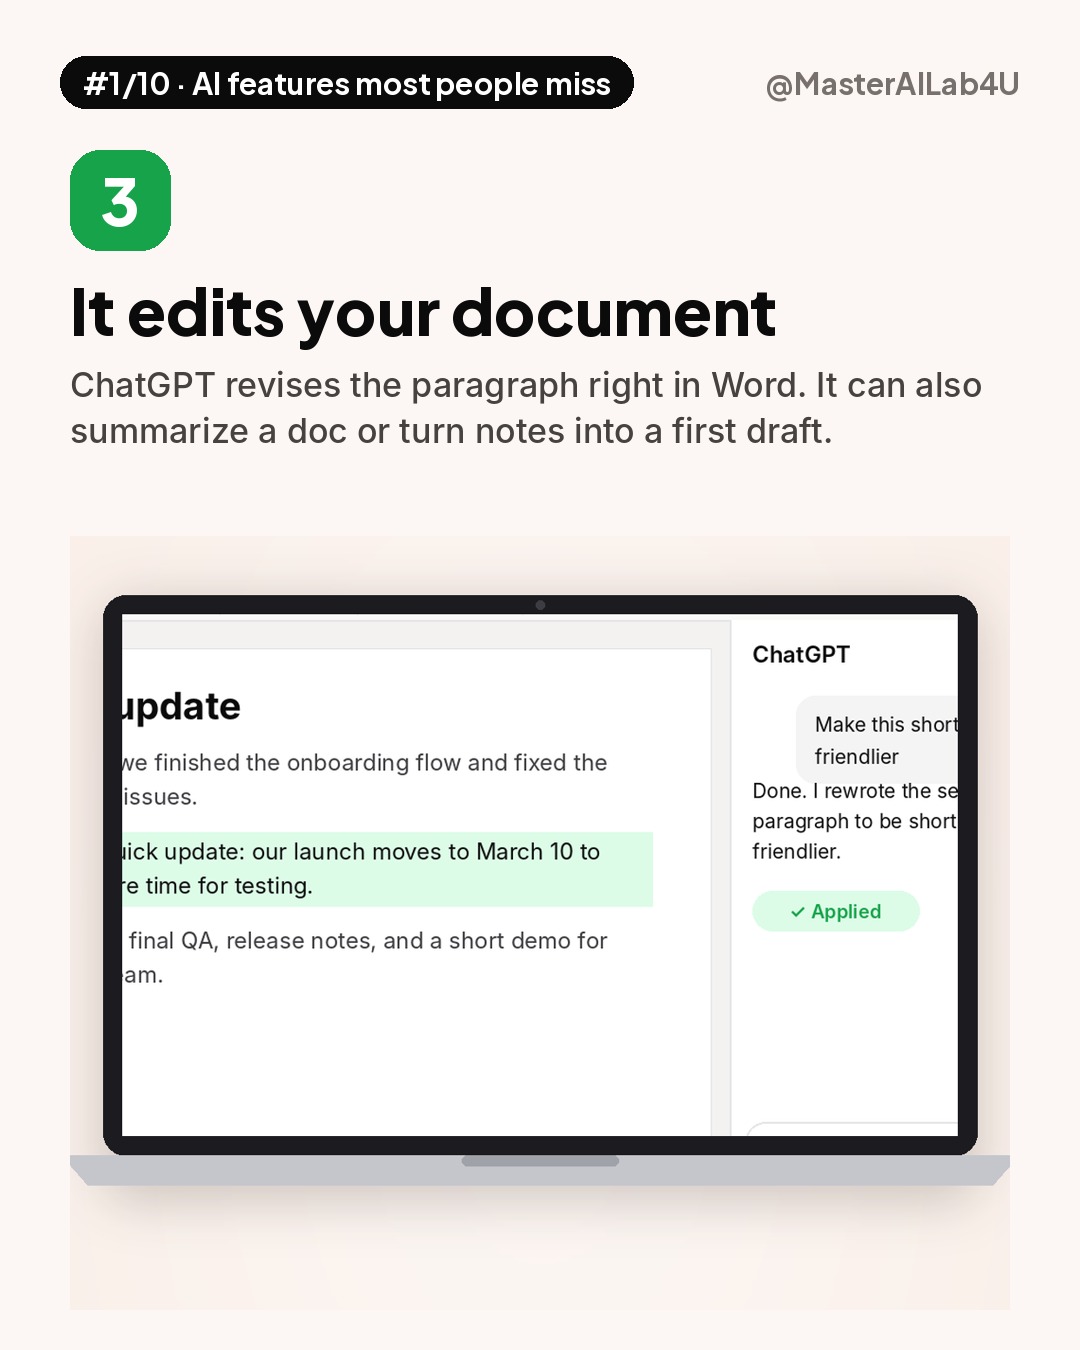 #1/10 · AI features most people miss
@MasterAILab4U
3
It edits your document
ChatGPT revises the paragraph right in Word. It can also
summarize a doc or turn notes into a first draft.
update
we finished the onboarding flow and fixed the
issues.
uick update: our launch moves to March 10 to
re time for testing.
final QA, release notes, and a short demo for
eam.
ChatGPT
Make this short
friendlier
Done. I rewrote the se
paragraph to be short
friendlier.
✓ Applied